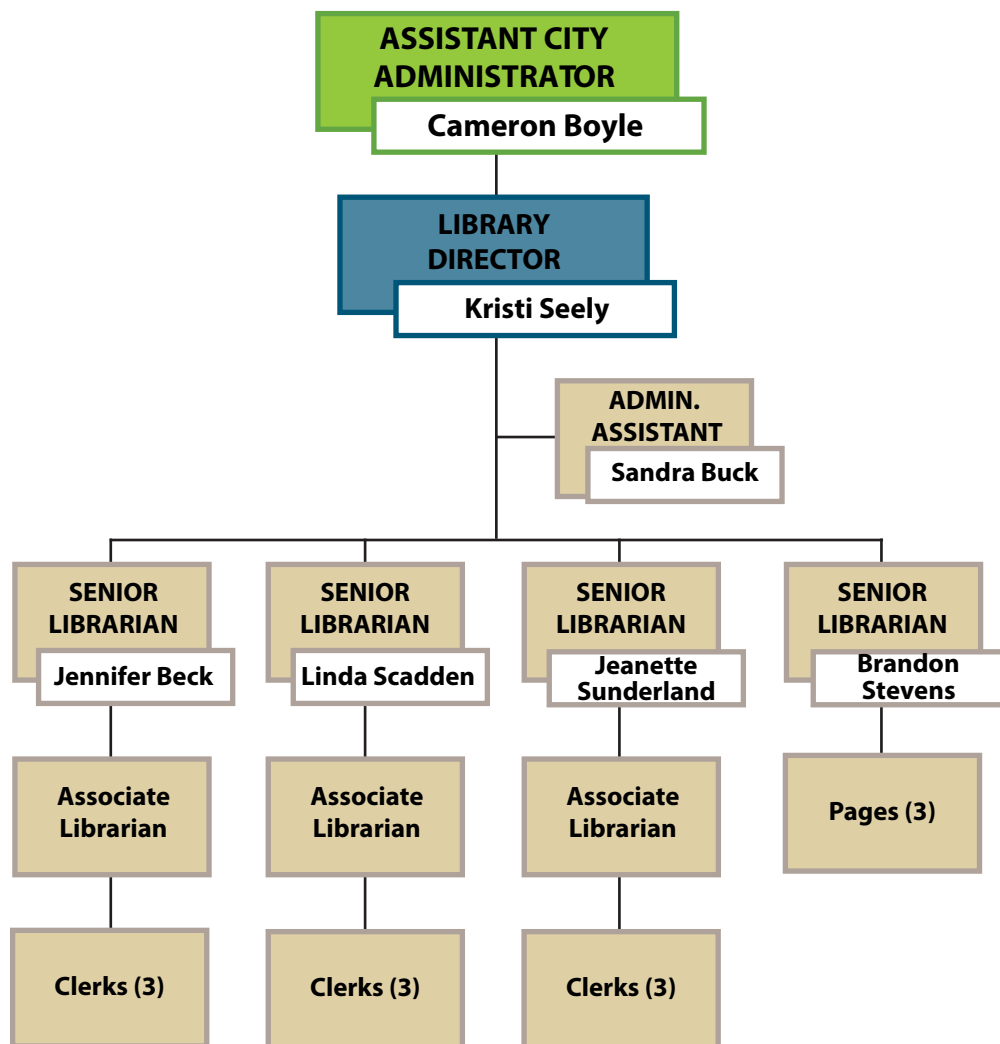 ASSISTANT CITY
ADMINISTRATOR
Cameron Boyle
LIBRARY
DIRECTOR
Kristi Seely
ADMIN.
ASSISTANT
Sandra Buck
SENIOR
LIBRARIAN
Jennifer Beck
SENIOR
LIBRARIAN
Linda Scadden
SENIOR
LIBRARIAN
Jeanette
Sunderland
SENIOR
LIBRARIAN
Brandon
Stevens
Associate
Librarian
Associate
Librarian
Associate
Librarian
Pages (3)
Clerks (3)
Clerks (3)
Clerks (3)